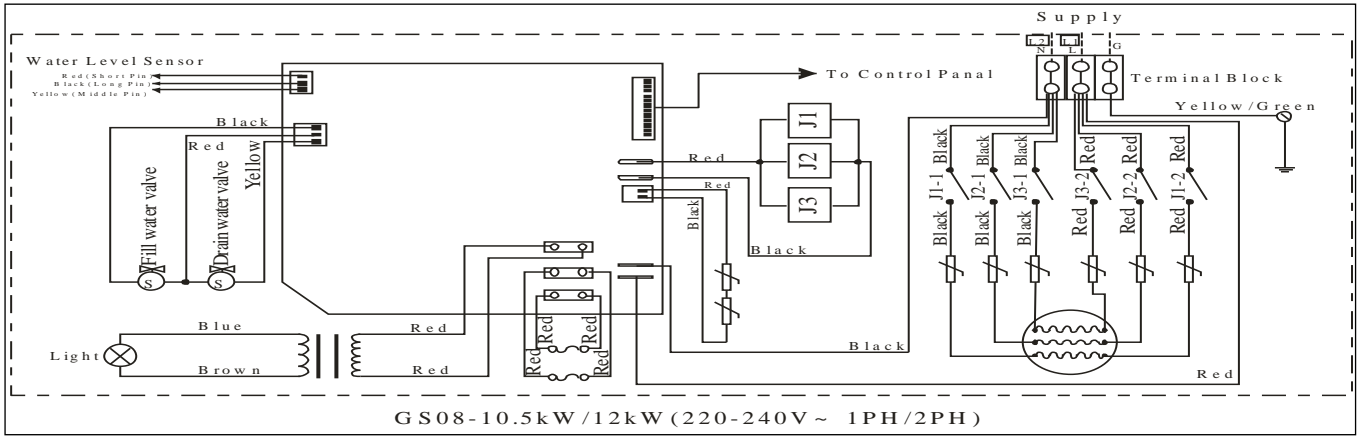 Supply
L2 L1
N L G
Water Level Sensor
Red(Short Pin)
Black(Long Pin)
Yellow(Middle Pin)
To Control Panal
Terminal Block
Yellow/Green
Black
Red
Yellow
Fill water valve
Drain water valve
S S
J1
J2
J3
Red
Red
Black
Black
J1-1 Black Black
J2-1 Black Black
J3-1 Black Black
J3-2 Red Red
J2-2 Red Red
J1-2 Red Red
Light
Blue
Brown
Red
Red
Red Red
Red Red
Black
Red
GS08-10.5kW/12kW(220-240V~ 1PH/2PH)